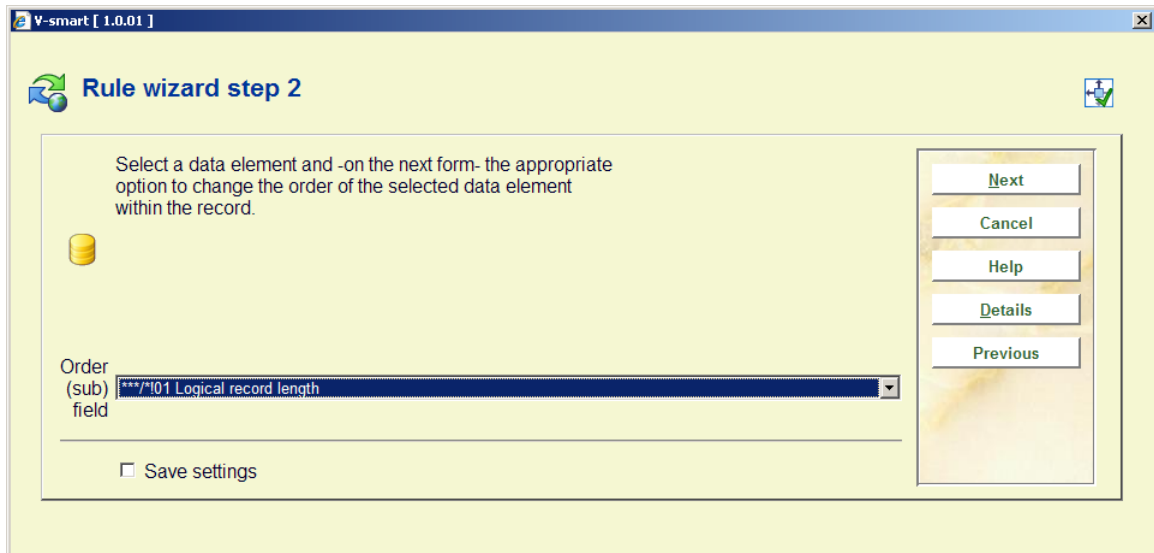 V-smart [ 1.0.01 ]
Rule wizard step 2
Select a data element and -on the next form- the appropriate
option to change the order of the selected data element
within the record.
Next
Cancel
Help
Details
Previous
Order
(sub)
field
***/*!01 Logical record length
Save settings